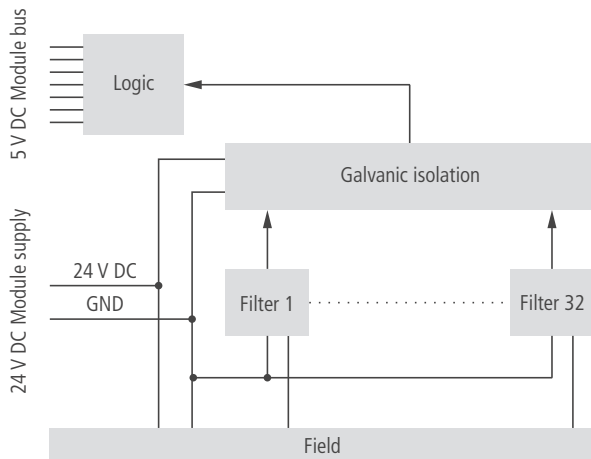 5 V DC Module bus
Logic
Galvanic isolation
24 V DC Module supply
24 V DC
GND
Filter 1
Filter 32
Field